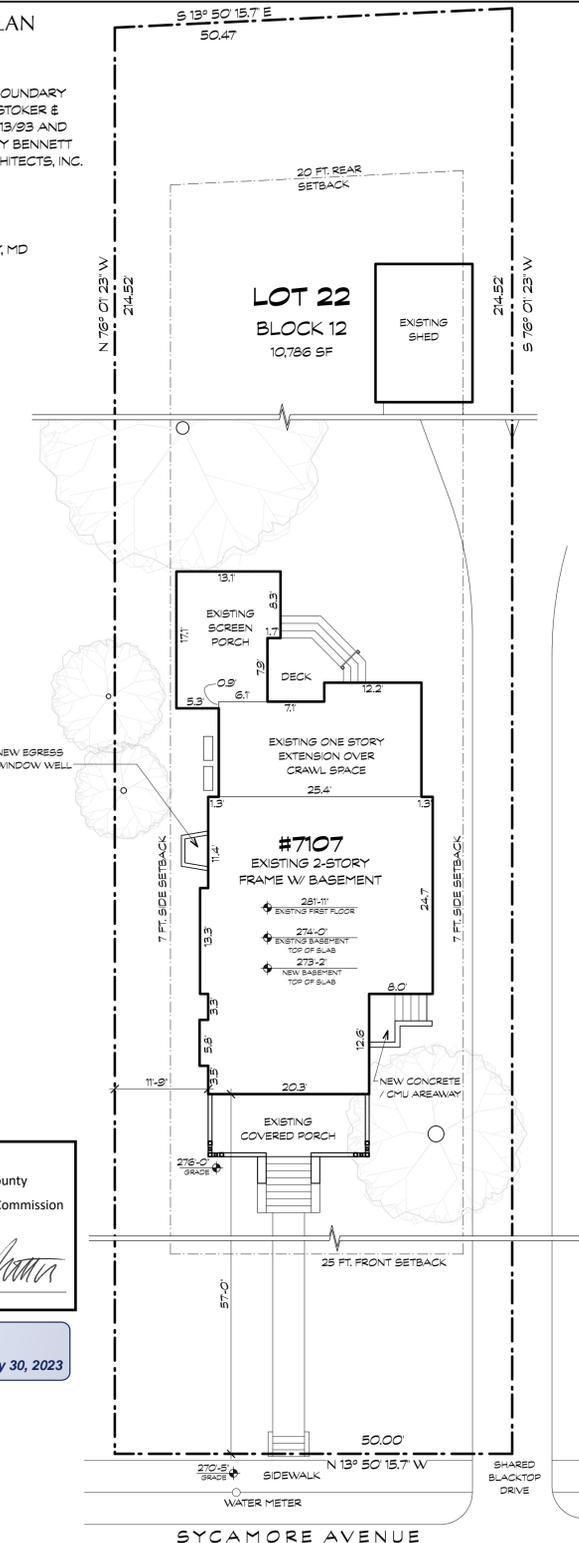 LAN
OUNDARY
STOKER &
13/93 AND
Y BENNETT
HITECTS, INC.
, MD
S 13° 50' 15.7" E
50.47
20 FT. REAR
SETBACK
N 76° 01' 23" W
214.52'
214.52'
S 76° 01' 23" W
LOT 22
BLOCK 12
10,786 SF
EXISTING
SHED
13.1'
EXISTING
SCREEN
PORCH
8.3'
1.7'
17.1'
7.9'
DECK
0.9'
6.1'
5.3'
7.1'
12.2'
NEW EGRESS
WINDOW WELL
EXISTING ONE STORY
EXTENSION OVER
CRAWL SPACE
25.4'
1.3'
1.3'
#7107
EXISTING 2-STORY
FRAME W/ BASEMENT
11.4'
7 FT. SIDE SETBACK
7 FT. SIDE SETBACK
24.7
281'-11"
EXISTING FIRST FLOOR
274'-0"
EXISTING BASEMENT
TOP OF SLAB
273'-2"
NEW BASEMENT
TOP OF SLAB
13.3'
8.0'
3.3'
5.8'
12.6'
3.5'
11'-9"
20.3'
NEW CONCRETE
/ CMU AREAWAY
EXISTING
COVERED PORCH
276'-0"
GRADE
ounty
Commission
25 FT. FRONT SETBACK
57'-0"
y 30, 2023
50.00'
N 13° 50' 15.7" W
270'-5"
GRADE
SIDEWALK
WATER METER
SHARED
BLACKTOP
DRIVE
SYCAMORE AVENUE